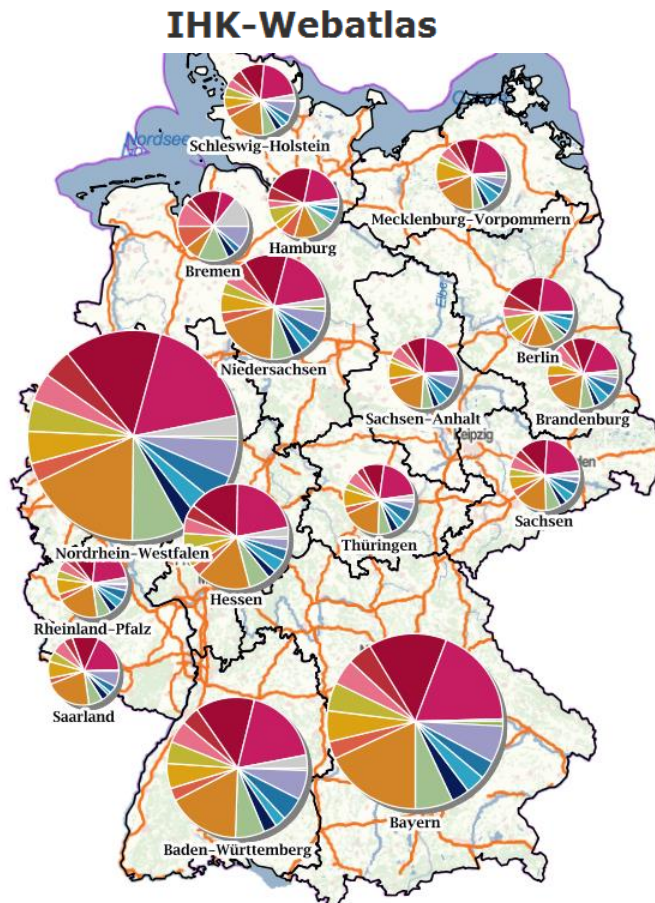 IHK-Webatlas
Nordsee
Schleswig-Holstein
Mecklenburg-Vorpommern
Hamburg
Bremen
Elbe
Niedersachsen
Berlin
Sachsen-Anhalt
Brandenburg
Leipzig
Sachsen
Thüringen
Nordrhein-Westfalen
Hessen
Rheinland-Pfalz
Saarland
Bayern
Baden-Württemberg